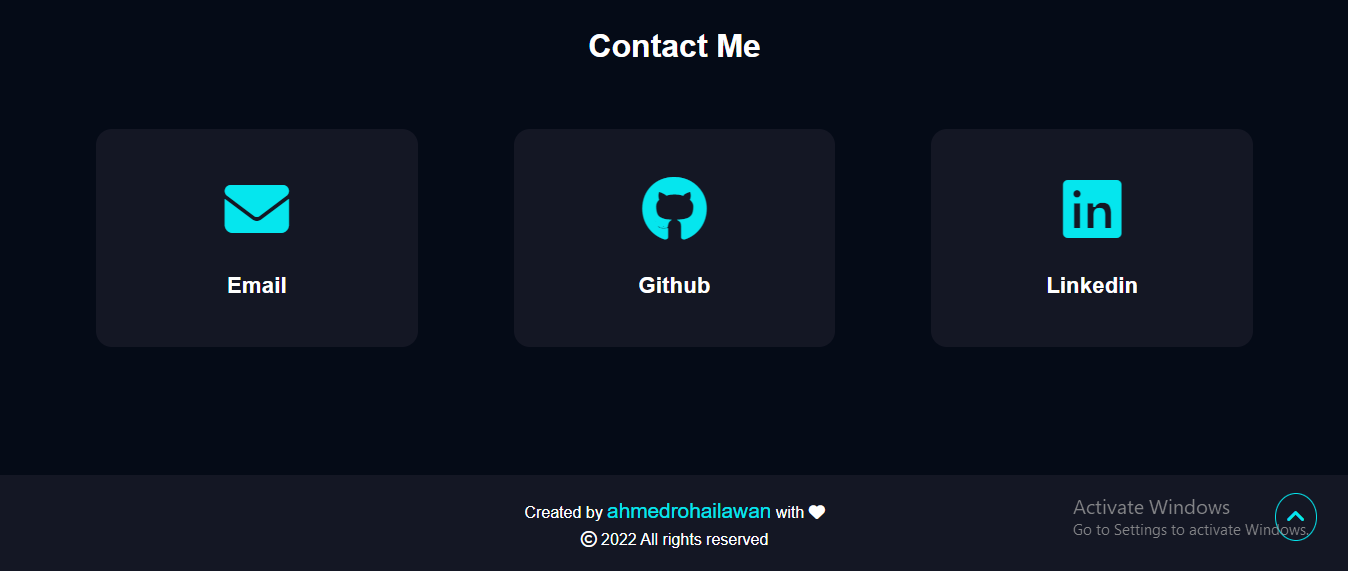 Contact Me
Email
Github
Linkedin
Created by ahmedrohailawan with
© 2022 All rights reserved
Activate Windows
Go to Settings to activate Windows.